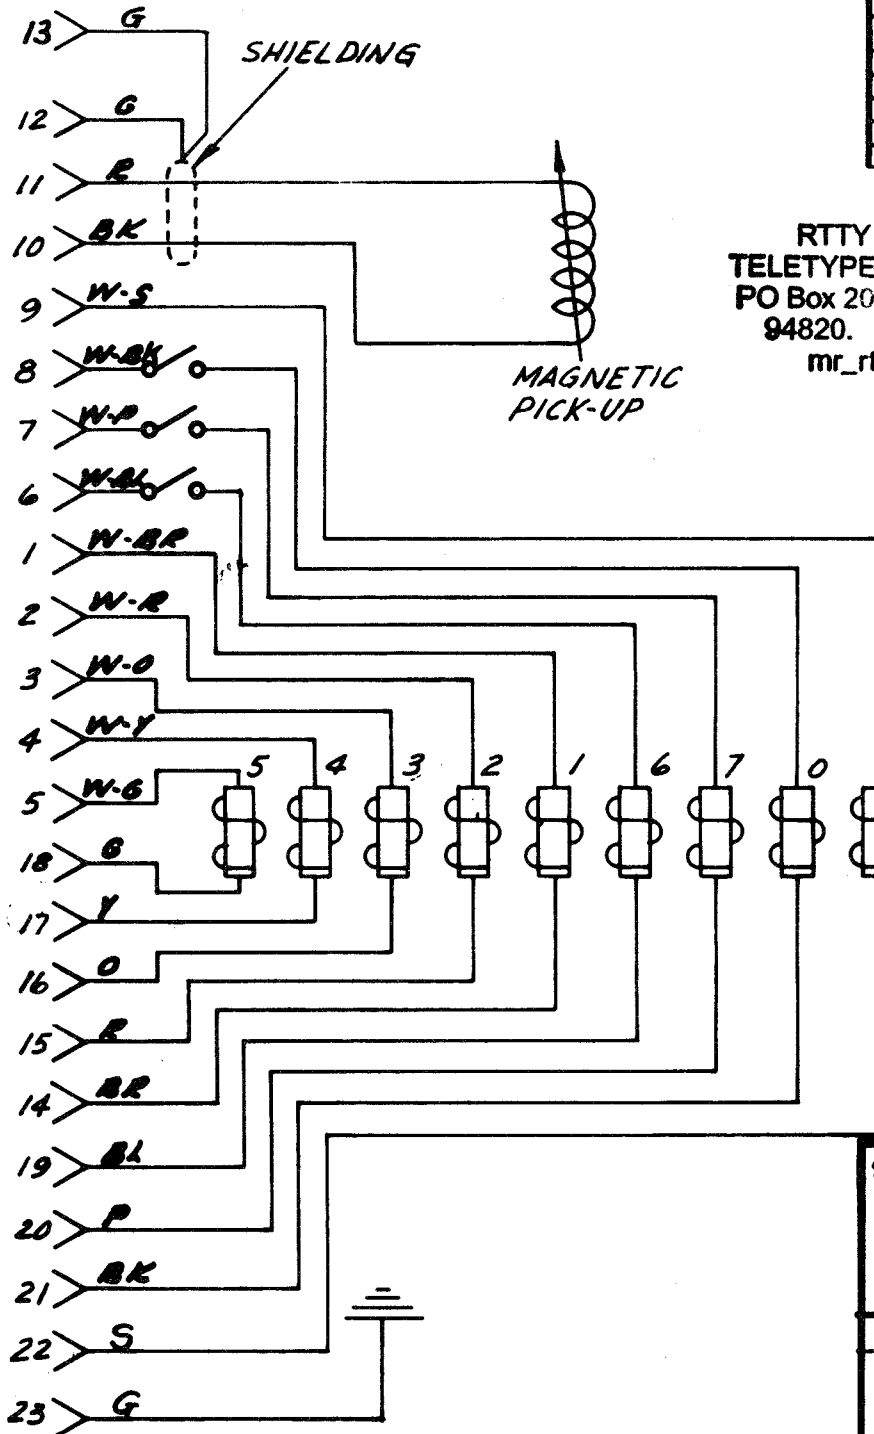 13 G
SHIELDING
12 G
11 R
10 BK
RTTY
TELETYPE
PO Box 20
94820.
mr_rt
9 W-S
8 W-BK
MAGNETIC
PICK-UP
7 W-P
6 W-BL
1 W-BR
2 W-R
3 W-O
4 W-Y
5 4 3 2 1 6 7 0
5 W-G
18 G
17 Y
16 O
15 R
14 BR
19 BL
20 P
21 BK
22 S
23 G